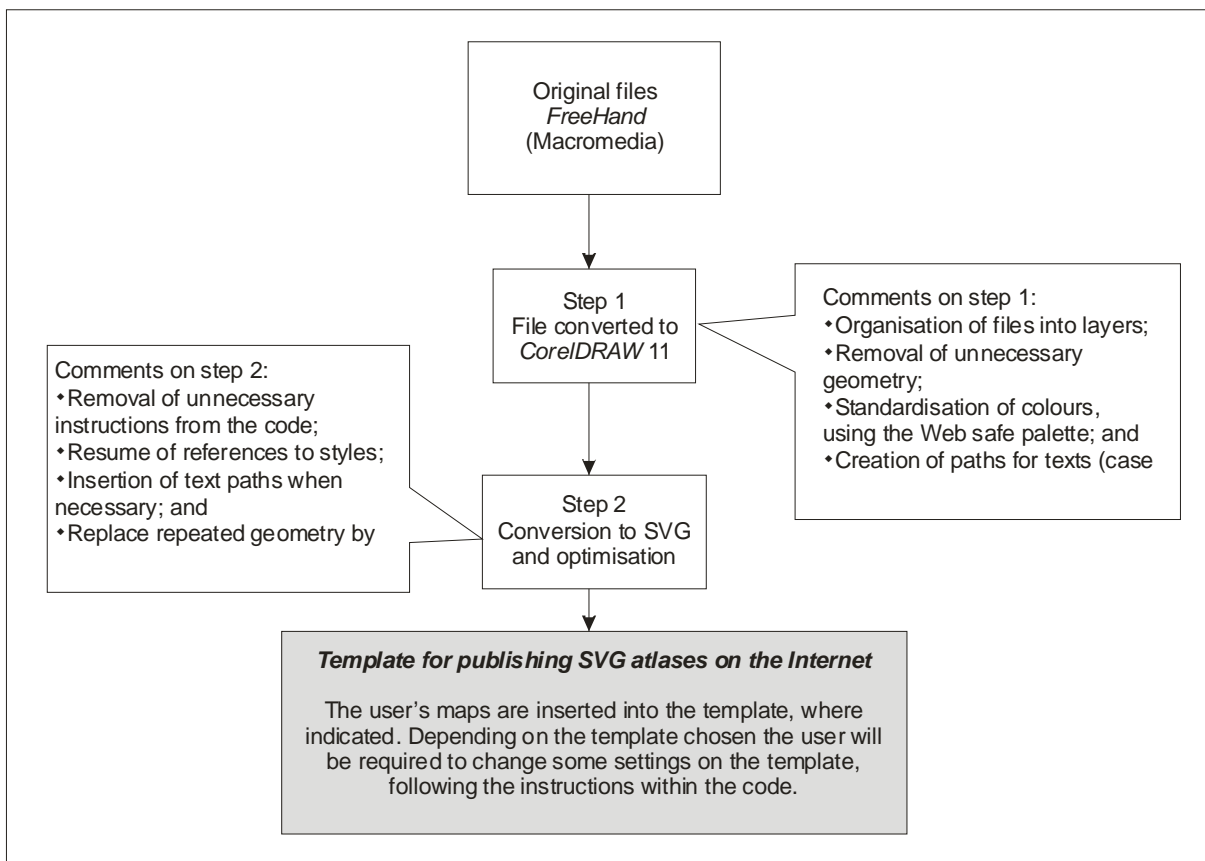 Original files
FreeHand
(Macromedia)
Step 1
File converted to
CorelDRAW 11
Comments on step 1:
◆Organisation of files into layers;
◆Removal of unnecessary
geometry;
◆Standardisation of colours,
using the Web safe palette; and
◆Creation of paths for texts (case
Comments on step 2:
◆Removal of unnecessary
instructions from the code;
◆Resume of references to styles;
◆Insertion of text paths when
necessary; and
◆Replace repeated geometry by
Step 2
Conversion to SVG
and optimisation
Template for publishing SVG atlases on the Internet
The user's maps are inserted into the template, where
indicated. Depending on the template chosen the user will
be required to change some settings on the template,
following the instructions within the code.